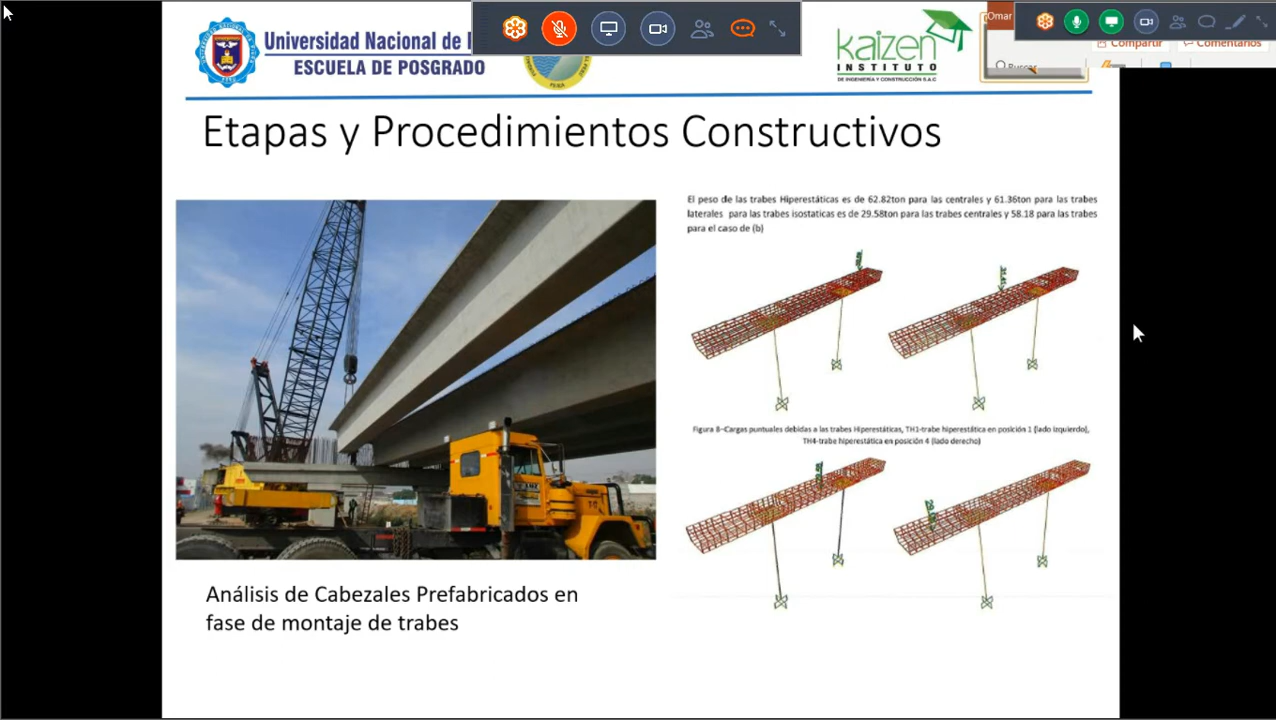 Universidad Nacional de
ESCUELA DE POSGRADO
kaizen
INSTITUTO
DE INGENIERÍA Y CONSTRUCCIÓN S.A.C
Omar
Compartir
Comentarios
Buscar
Etapas y Procedimientos Constructivos
El peso de las trabes Hiperestáticas es de 62.82ton para las centrales y 61.36ton para las trabes
laterales para las trabes isostaticas es de 29.58ton para las trabes centrales y 58.18 para las trabes
para el caso de (b)
Figura 8-Cargas puntuales debidas a las trabes Hiperestáticas, TH1-trabe hiperestática en posición 1 (lado izquierdo),
TH4-trabe hiperestática en posición 4 (lado derecho)
Análisis de Cabezales Prefabricados en
fase de montaje de trabes